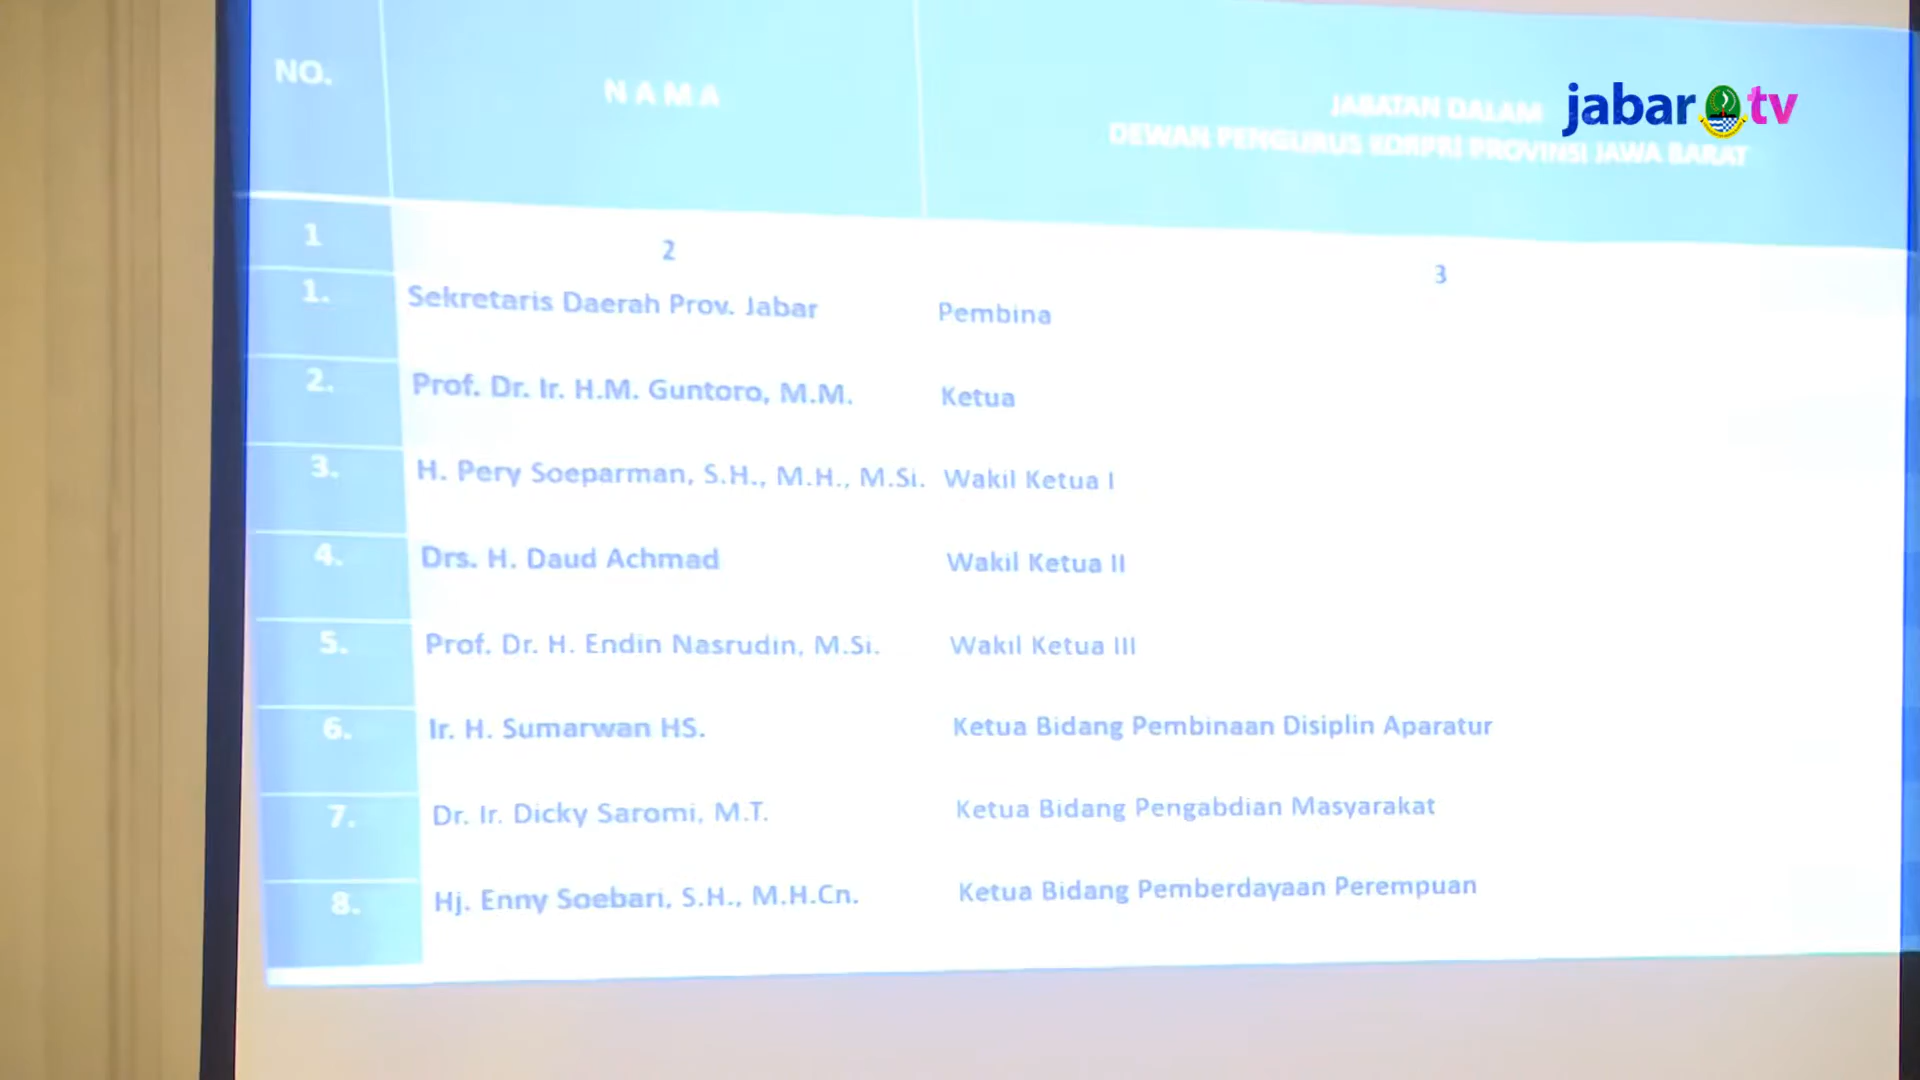 jabar tv
NO.
N A M A
JABATAN DALAM
DEWAN PENGURUS KORPRI PROVINSI JAWA BARAT
1
2
3
1. Sekretaris Daerah Prov. Jabar Pembina
2. Prof. Dr. Ir. H.M. Guntoro, M.M. Ketua
3. H. Pery Soeparman, S.H., M.H., M.Si. Wakil Ketua I
4. Drs. H. Daud Achmad Wakil Ketua II
5. Prof. Dr. H. Endin Nasrudin, M.Si. Wakil Ketua III
6. Ir. H. Sumarwan HS. Ketua Bidang Pembinaan Disiplin Aparatur
7. Dr. Ir. Dicky Saromi, M.T. Ketua Bidang Pengabdian Masyarakat
8. Hj. Enny Soebari, S.H., M.H.Cn. Ketua Bidang Pemberdayaan Perempuan